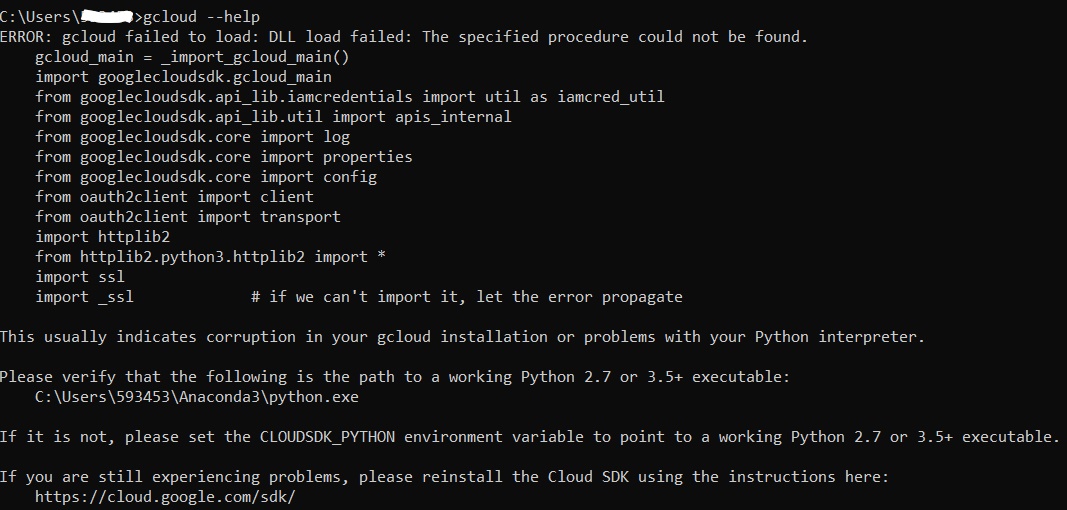 C:\Users\>gcloud --help
ERROR: gcloud failed to load: DLL load failed: The specified procedure could not be found.
    gcloud_main = _import_gcloud_main()
    import googlecloudsdk.gcloud_main
    from googlecloudsdk.api_lib.iamcredentials import util as iamcred_util
    from googlecloudsdk.api_lib.util import apis_internal
    from googlecloudsdk.core import log
    from googlecloudsdk.core import properties
    from googlecloudsdk.core import config
    from oauth2client import client
    from oauth2client import transport
    import httplib2
    from httplib2.python3.httplib2 import *
    import ssl
    import _ssl             # if we can't import it, let the error propagate
This usually indicates corruption in your gcloud installation or problems with your Python interpreter.
Please verify that the following is the path to a working Python 2.7 or 3.5+ executable:
    C:\Users\593453\Anaconda3\python.exe
If it is not, please set the CLOUDSDK_PYTHON environment variable to point to a working Python 2.7 or 3.5+ executable.
If you are still experiencing problems, please reinstall the Cloud SDK using the instructions here:
    https://cloud.google.com/sdk/